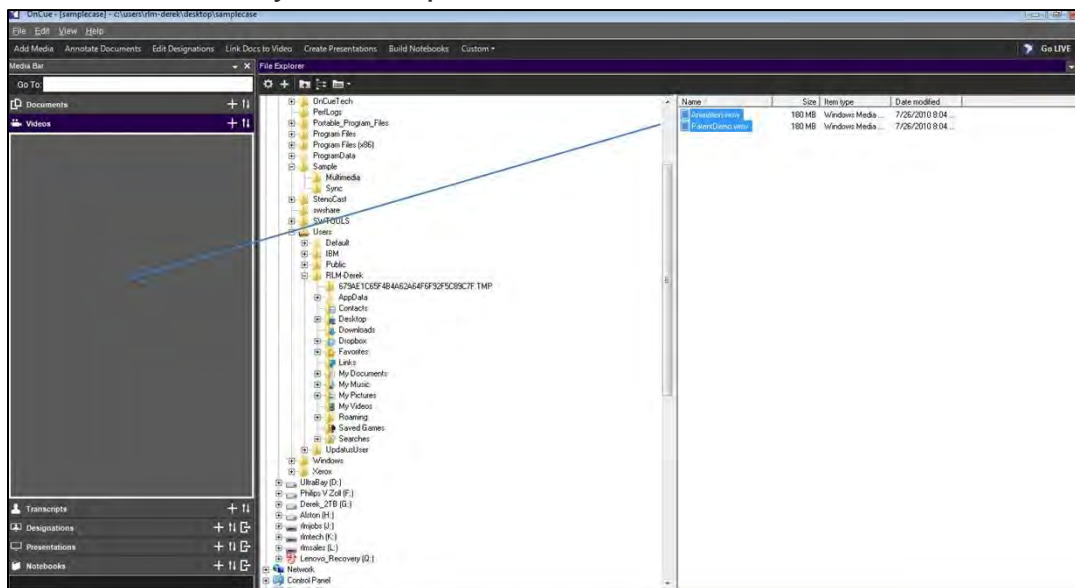 OnCue - [samplecase] - c:\users\rlm-derek\desktop\samplecase
File Edit View Help
Add Media Annotate Documents Edit Designations Link Docs to Video Create Presentations Build Notebooks Custom
Go LIVE
Media Bar
File Explorer
Go To:
Documents
Videos
Transcripts
Designations
Presentations
Notebooks
OnCueTech
PerfLogs
Portable_Program_Files
Program Files
Program Files (x86)
ProgramData
Sample
Multimedia
Sync
StenoCast
swshare
SWTOOLS
Users
Default
IBM
Public
RLM-Derek
AppData
Contacts
Desktop
Downloads
Dropbox
Favorites
Links
My Documents
My Music
My Pictures
My Videos
Roaming
Saved Games
Searches
UpdatusUser
Windows
Xerox
UltraBay (D:)
Philips V Zoll (F:)
Derek_2TB (G:)
Alston (H:)
rlmjobs (J:)
rlmtech (K:)
rlmsales (L:)
Lenovo_Recovery (Q:)
Network
Control Panel
Name Size Item type Date modified
Animation.wmv 180 MB Windows Media ... 7/26/2010 8:04 ...
PatentDemo.wmv 180 MB Windows Media ... 7/26/2010 8:04 ...